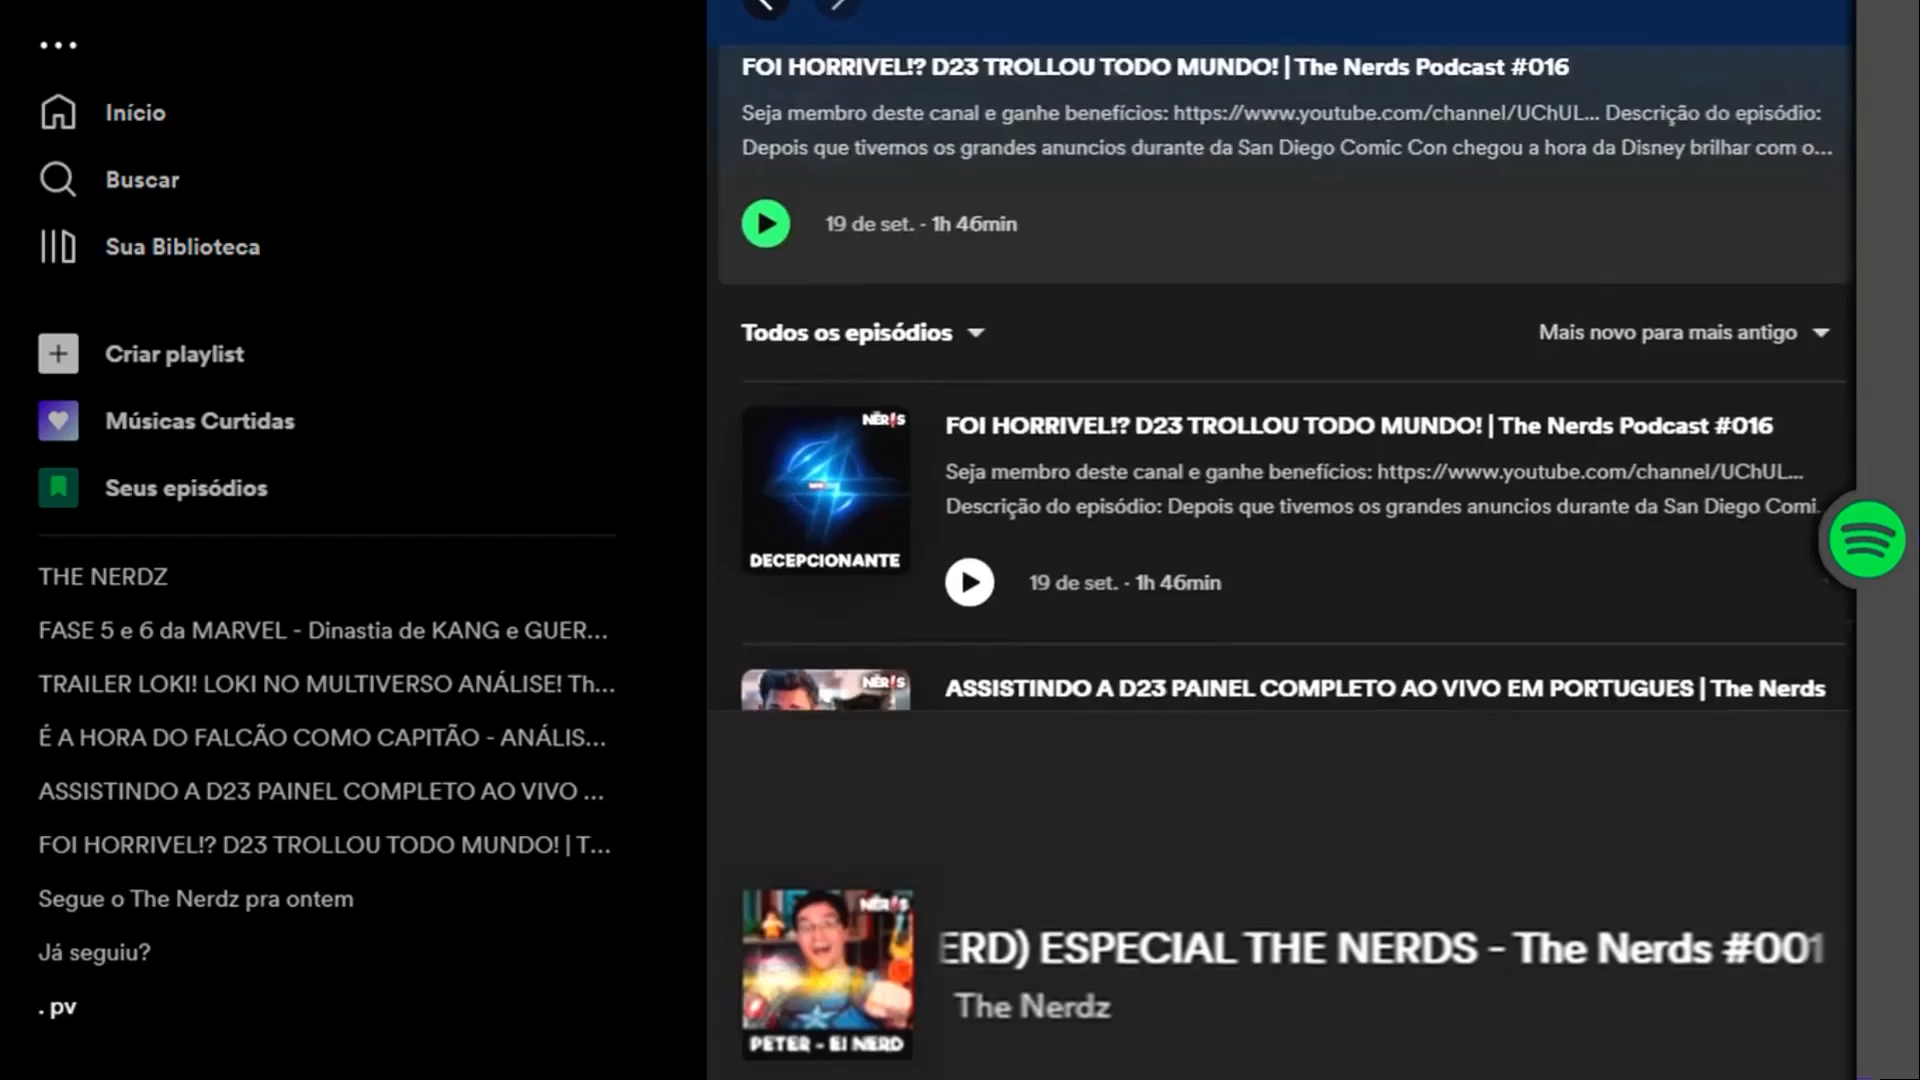 Início
Buscar
Sua Biblioteca
Criar playlist
Músicas Curtidas
Seus episódios
THE NERDZ
FASE 5 e 6 da MARVEL - Dinastia de KANG e GUER...
TRAILER LOKI! LOKI NO MULTIVERSO ANÁLISE! Th...
É A HORA DO FALCÃO COMO CAPITÃO - ANÁLIS...
ASSISTINDO A D23 PAINEL COMPLETO AO VIVO ...
FOI HORRIVEL!? D23 TROLLOU TODO MUNDO! | T...
Segue o The Nerdz pra ontem
Já seguiu?
. pv
FOI HORRIVEL!? D23 TROLLOU TODO MUNDO! | The Nerds Podcast #016
Seja membro deste canal e ganhe benefícios: https://www.youtube.com/channel/UChUL... Descrição do episódio:
Depois que tivemos os grandes anuncios durante da San Diego Comic Con chegou a hora da Disney brilhar com o...
19 de set. · 1h 46min
Todos os episódios
Mais novo para mais antigo
NERDS
DECEPCIONANTE
FOI HORRIVEL!? D23 TROLLOU TODO MUNDO! | The Nerds Podcast #016
Seja membro deste canal e ganhe benefícios: https://www.youtube.com/channel/UChUL...
Descrição do episódio: Depois que tivemos os grandes anuncios durante da San Diego Comi.
19 de set. · 1h 46min
NERDS
ASSISTINDO A D23 PAINEL COMPLETO AO VIVO EM PORTUGUES | The Nerds
NERDS
PETER - EI NERD
ERD) ESPECIAL THE NERDS - The Nerds #001
The Nerdz